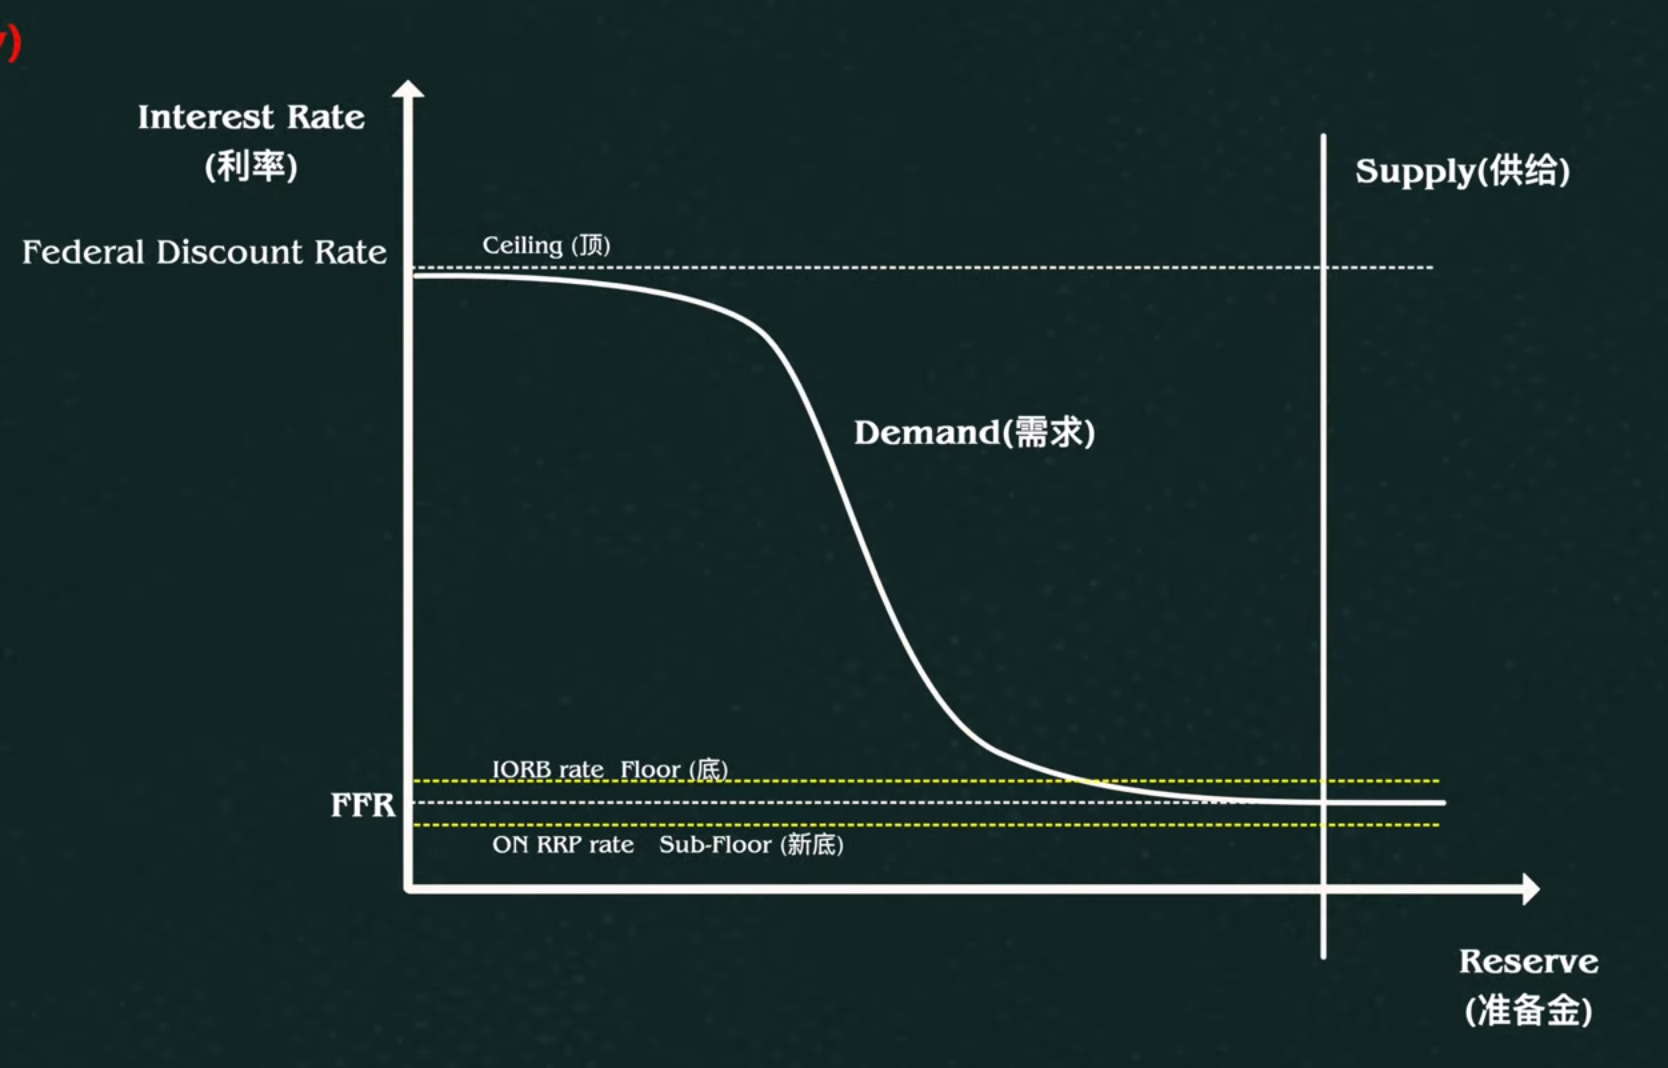 )
Interest Rate
(利率)
Supply(供给)
Federal Discount Rate
Ceiling (顶)
Demand(需求)
IORB rate Floor (底)
FFR
ON RRP rate Sub-Floor (新底)
Reserve
(准备金)